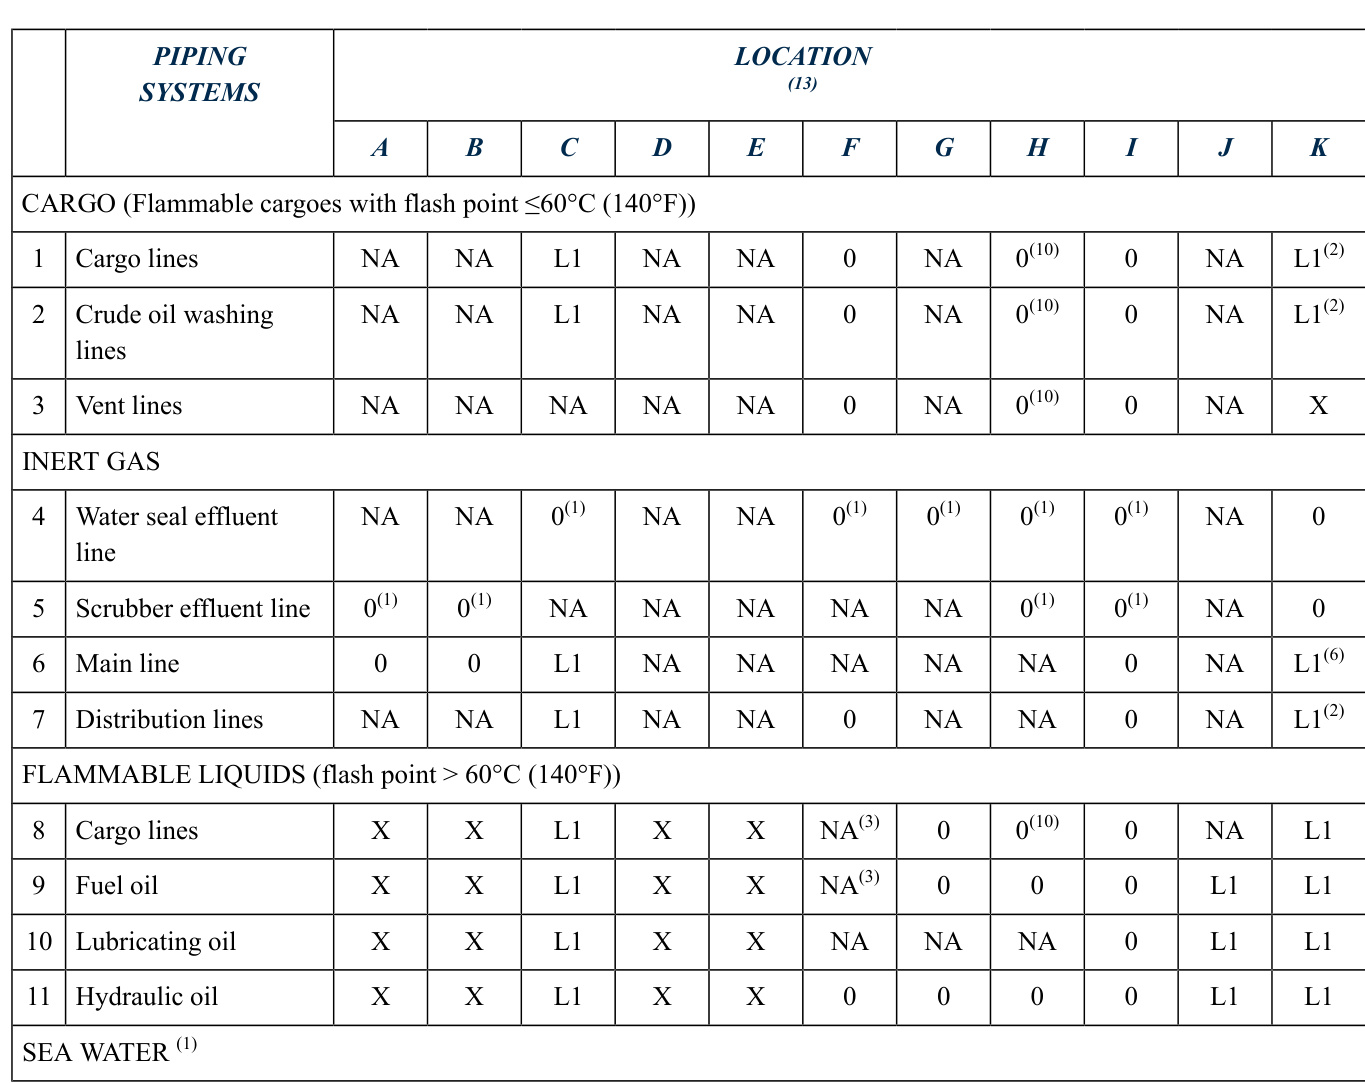 PIPING SYSTEMS LOCATION
(13)
A B C D E F G H I J K
CARGO (Flammable cargoes with flash point ≤60°C (140°F))
1 Cargo lines NA NA L1 NA NA 0 NA 0(10) 0 NA L1(2)
2 Crude oil washing lines NA NA L1 NA NA 0 NA 0(10) 0 NA L1(2)
3 Vent lines NA NA NA NA NA 0 NA 0(10) 0 NA X
INERT GAS
4 Water seal effluent line NA NA 0(1) NA NA 0(1) 0(1) 0(1) 0(1) NA 0
5 Scrubber effluent line 0(1) 0(1) NA NA NA NA NA 0(1) 0(1) NA 0
6 Main line 0 0 L1 NA NA NA NA NA 0 NA L1(6)
7 Distribution lines NA NA L1 NA NA 0 NA NA 0 NA L1(2)
FLAMMABLE LIQUIDS (flash point > 60°C (140°F))
8 Cargo lines X X L1 X X NA(3) 0 0(10) 0 NA L1
9 Fuel oil X X L1 X X NA(3) 0 0 0 L1 L1
10 Lubricating oil X X L1 X X NA NA NA 0 L1 L1
11 Hydraulic oil X X L1 X X 0 0 0 0 L1 L1
SEA WATER (1)